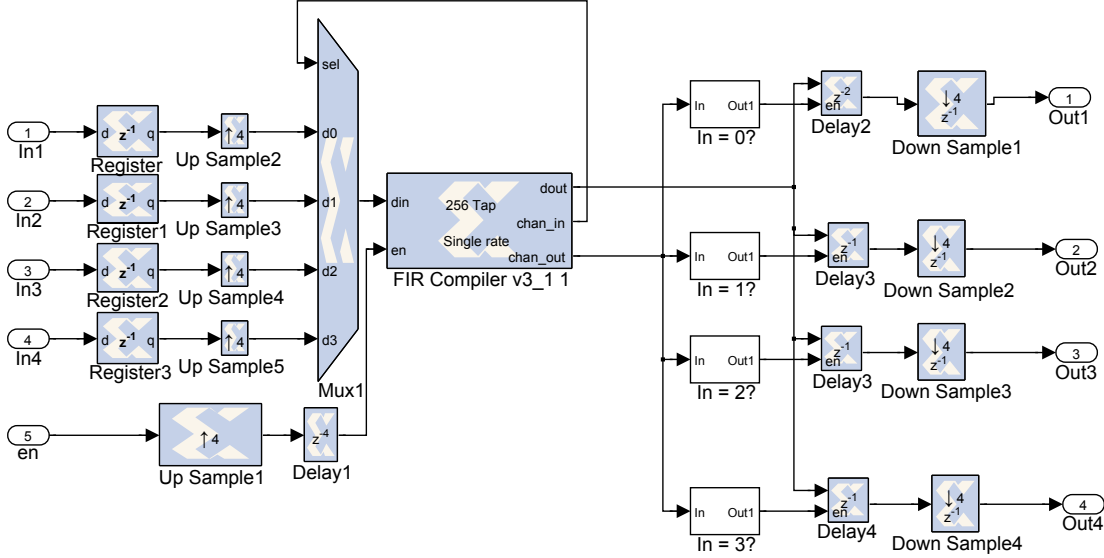 sel
d0
d1
d2
d3
Mux1
1
In1
d z⁻¹ q
Register
↑4
Up Sample2
2
In2
d z⁻¹ q
Register1
↑4
Up Sample3
3
In3
d z⁻¹ q
Register2
↑4
Up Sample4
4
In4
d z⁻¹ q
Register3
↑4
Up Sample5
5
en
↑4
Up Sample1
z⁻⁴
Delay1
din
en
256 Tap
Single rate
dout
chan_in
chan_out
FIR Compiler v3_1 1
In Out1
In = 0?
z⁻²
en
Delay2
↓4
z⁻¹
Down Sample1
1
Out1
In Out1
In = 1?
z⁻¹
en
Delay3
↓4
z⁻¹
Down Sample2
2
Out2
In Out1
In = 2?
z⁻¹
en
Delay3
↓4
z⁻¹
Down Sample3
3
Out3
In Out1
In = 3?
z⁻¹
en
Delay4
↓4
z⁻¹
Down Sample4
4
Out4